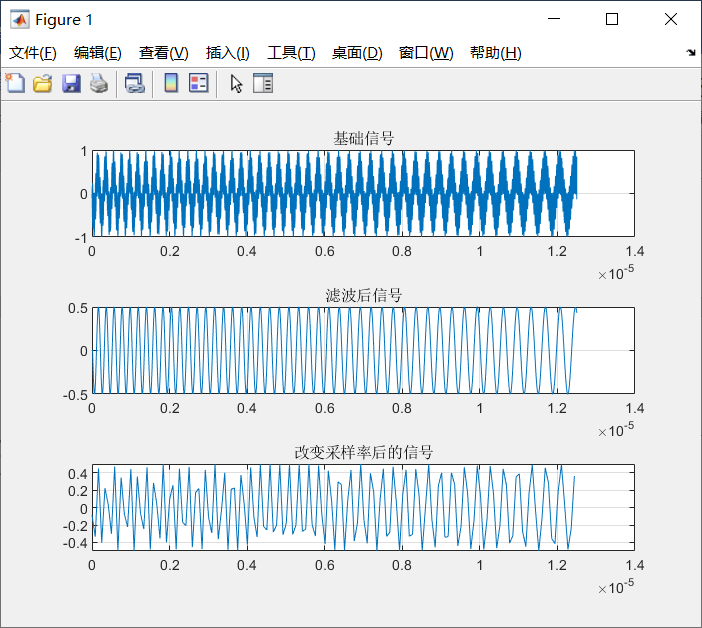 Figure 1
文件(F) 编辑(E) 查看(V) 插入(I) 工具(T) 桌面(D) 窗口(W) 帮助(H)
基础信号
1
0
-1
0 0.2 0.4 0.6 0.8 1 1.2 1.4
×10-5
滤波后信号
0.5
0
-0.5
0 0.2 0.4 0.6 0.8 1 1.2 1.4
×10-5
改变采样率后的信号
0.4
0.2
0
-0.2
-0.4
0 0.2 0.4 0.6 0.8 1 1.2 1.4
×10-5